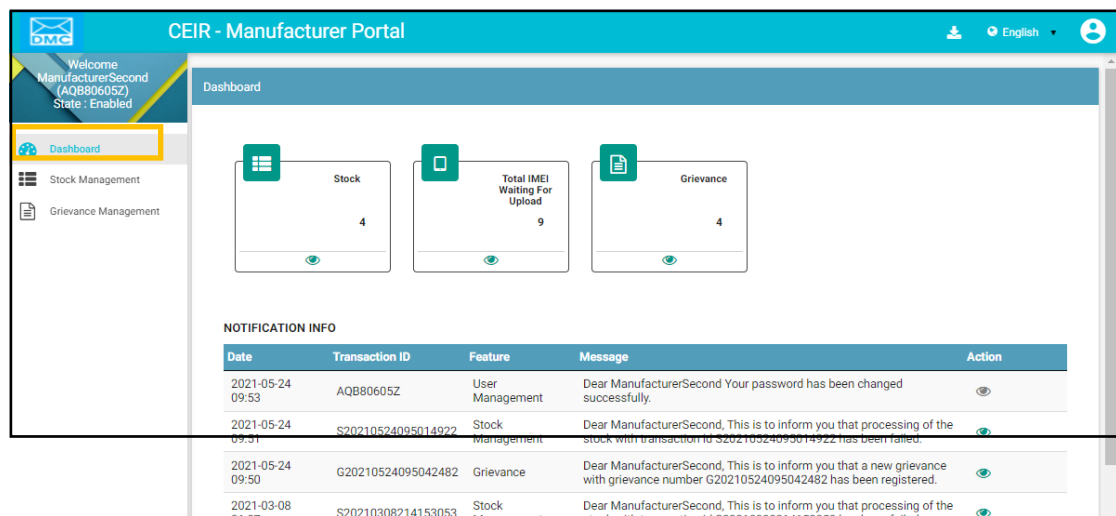 DMC
CEIR - Manufacturer Portal
English
Welcome
ManufacturerSecond
(AQB80605Z)
State : Enabled
Dashboard
Stock Management
Grievance Management
Dashboard
Stock
4
Total IMEI
Waiting For
Upload
9
Grievance
4
NOTIFICATION INFO
Date Transaction ID Feature Message Action
2021-05-24
09:53
AQB80605Z
User
Management
Dear ManufacturerSecond Your password has been changed
successfully.
2021-05-24
09:51
S20210524095014922
Stock
Management
Dear ManufacturerSecond, This is to inform you that processing of the
stock with transaction id S20210524095014922 has been failed.
2021-05-24
09:50
G20210524095042482
Grievance
Dear ManufacturerSecond, This is to inform you that a new grievance
with grievance number G20210524095042482 has been registered.
2021-03-08
S20210308214153053
Stock
Dear ManufacturerSecond, This is to inform you that processing of the